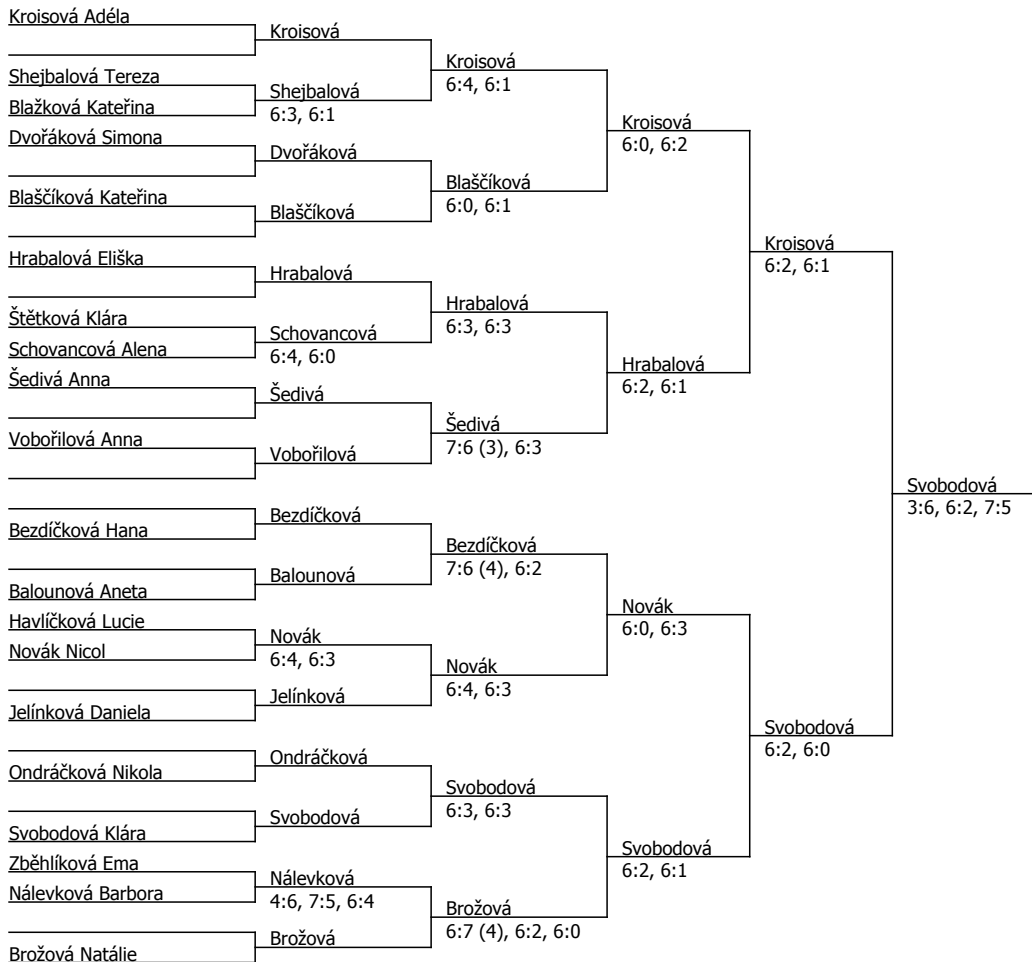 Kroisová Adéla
Kroisová
Kroisová
6:4, 6:1
Shejbalová Tereza
Shejbalová
6:3, 6:1
Blažková Kateřina
Kroisová
6:0, 6:2
Dvořáková Simona
Dvořáková
Blaščíková
6:0, 6:1
Blaščíková Kateřina
Blaščíková
Kroisová
6:2, 6:1
Hrabalová Eliška
Hrabalová
Hrabalová
6:3, 6:3
Štětková Klára
Schovancová
6:4, 6:0
Schovancová Alena
Hrabalová
6:2, 6:1
Šedivá Anna
Šedivá
Šedivá
7:6 (3), 6:3
Vobořilová Anna
Vobořilová
Svobodová
3:6, 6:2, 7:5
Bezdíčková
Bezdíčková Hana
Bezdíčková
7:6 (4), 6:2
Balounová
Balounová Aneta
Novák
6:0, 6:3
Havlíčková Lucie
Novák
6:4, 6:3
Novák Nicol
Novák
6:4, 6:3
Jelínková
Jelínková Daniela
Svobodová
6:2, 6:0
Ondráčková
Ondráčková Nikola
Svobodová
6:3, 6:3
Svobodová
Svobodová Klára
Svobodová
6:2, 6:1
Zběhlíková Ema
Nálevková
4:6, 7:5, 6:4
Nálevková Barbora
Brožová
6:7 (4), 6:2, 6:0
Brožová
Brožová Natálie